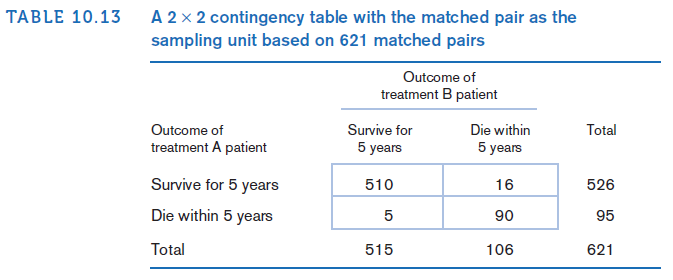 TABLE 10.13 A 2 × 2 contingency table with the matched pair as the
sampling unit based on 621 matched pairs
Outcome of
treatment B patient
Outcome of Survive for Die within Total
treatment A patient 5 years 5 years
Survive for 5 years 510 16 526
Die within 5 years 5 90 95
Total 515 106 621